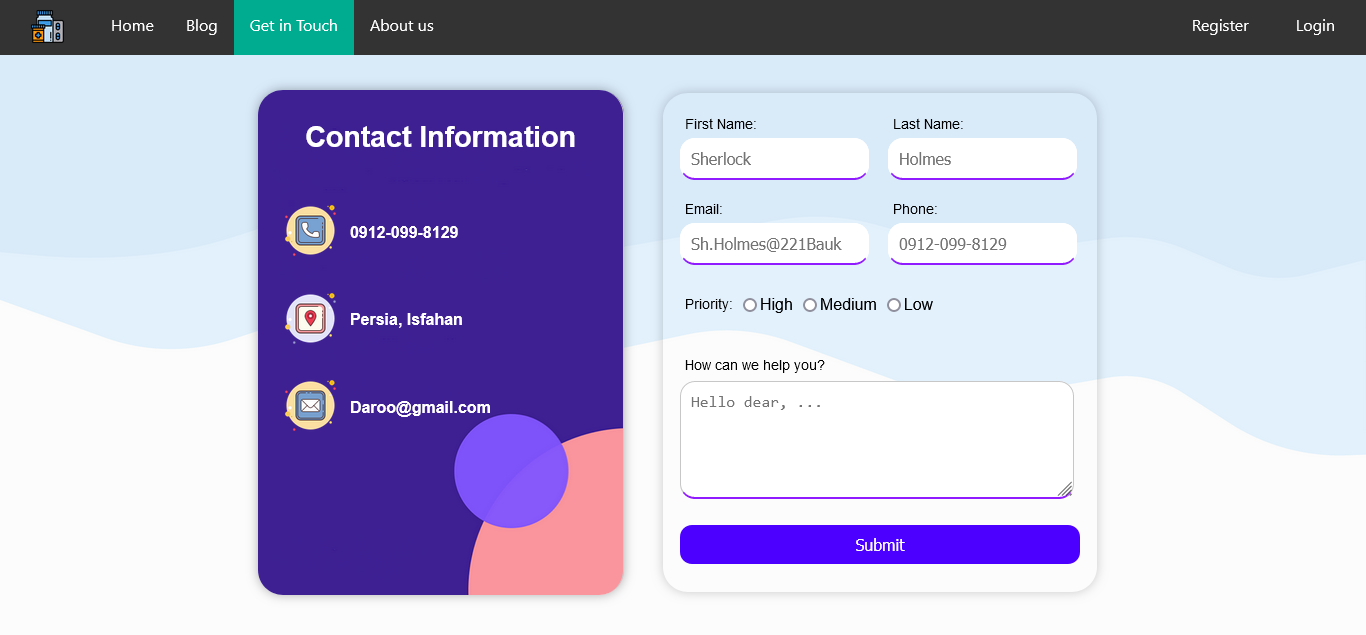 Home Blog Get in Touch About us Register Login
Contact Information
0912-099-8129
Persia, Isfahan
Daroo@gmail.com
First Name: Last Name:
Sherlock Holmes
Email: Phone:
Sh.Holmes@221Bauk 0912-099-8129
Priority: High Medium Low
How can we help you?
Hello dear, ...
Submit